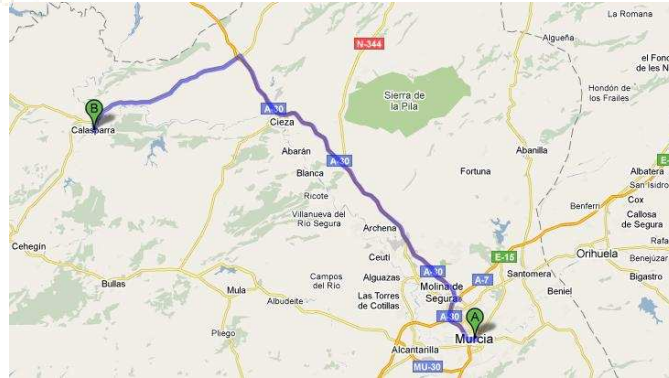 La Romana
Algueña
N-344
el Fond
de les N
Hondón de
los Frailes
Sierra de
la Pila
B
Calasparra
A-30
Cieza
Abarán
A-30
Blanca
Abanilla
Fortuna
Albatera
E-
San Isidro
Ricote
Cox
Benferri
Callosa
de Segura
Villanueva del
Río Segura
Archena
Cehegín
Rafa
Orihuela
Benejúzar
Ceutí
E-15
A-30
A-7
Santomera
Bigastro
Campos
del Río
Alguazas
Molina de
Segura
Beniel
Bullas
Mula
Albudeite
Las Torres
de Cotillas
A-30
A
Pliego
Murcia
Alcantarilla
MU-30